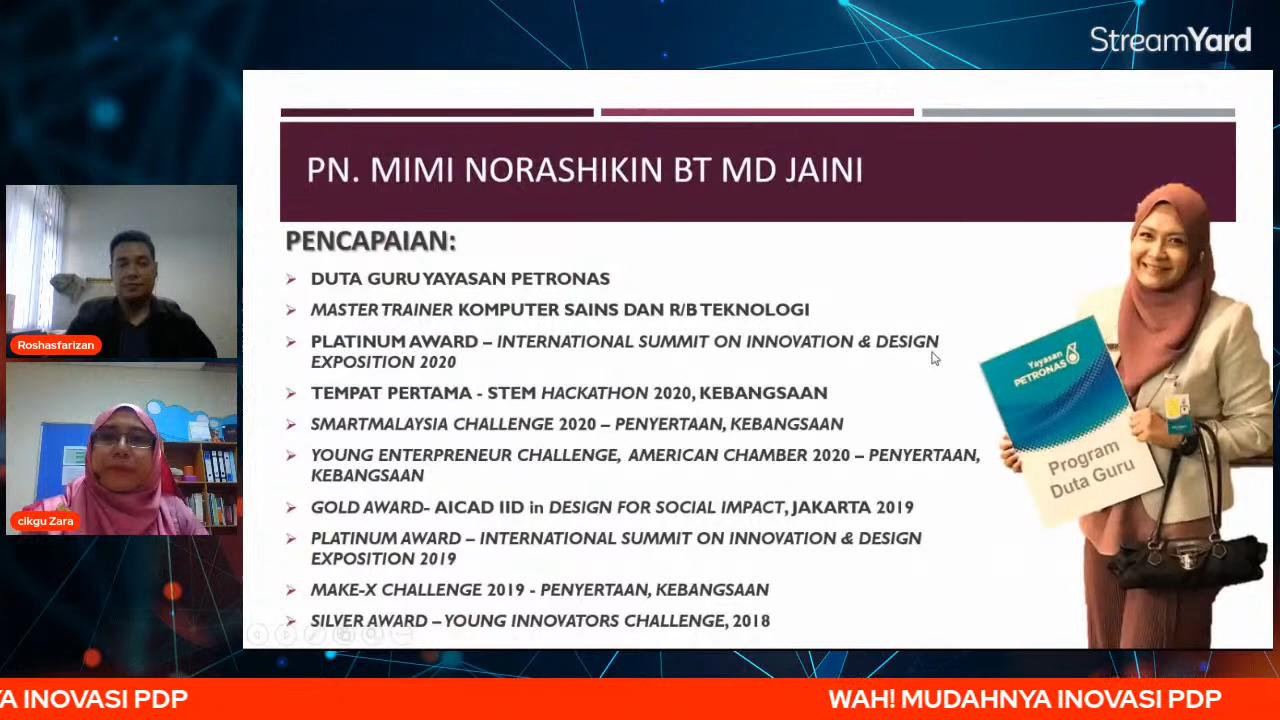 StreamYard
PN. MIMI NORASHIKIN BT MD JAINI
PENCAPAIAN:
DUTA GURU YAYASAN PETRONAS
MASTER TRAINER KOMPUTER SAINS DAN R/B TEKNOLOGI
PLATINUM AWARD – INTERNATIONAL SUMMIT ON INNOVATION & DESIGN
EXPOSITION 2020
TEMPAT PERTAMA - STEM HACKATHON 2020, KEBANGSAAN
SMARTMALAYSIA CHALLENGE 2020 – PENYERTAAN, KEBANGSAAN
YOUNG ENTERPRENEUR CHALLENGE, AMERICAN CHAMBER 2020 – PENYERTAAN,
KEBANGSAAN
GOLD AWARD- AICAD IID in DESIGN FOR SOCIAL IMPACT, JAKARTA 2019
PLATINUM AWARD – INTERNATIONAL SUMMIT ON INNOVATION & DESIGN
EXPOSITION 2019
MAKE-X CHALLENGE 2019 - PENYERTAAN, KEBANGSAAN
SILVER AWARD – YOUNG INNOVATORS CHALLENGE, 2018
Yayasan
PETRONAS
Program
Duta Guru
Roshasfarizan
cikgu Zara
YA INOVASI PDP
WAH! MUDAHNYA INOVASI PDP